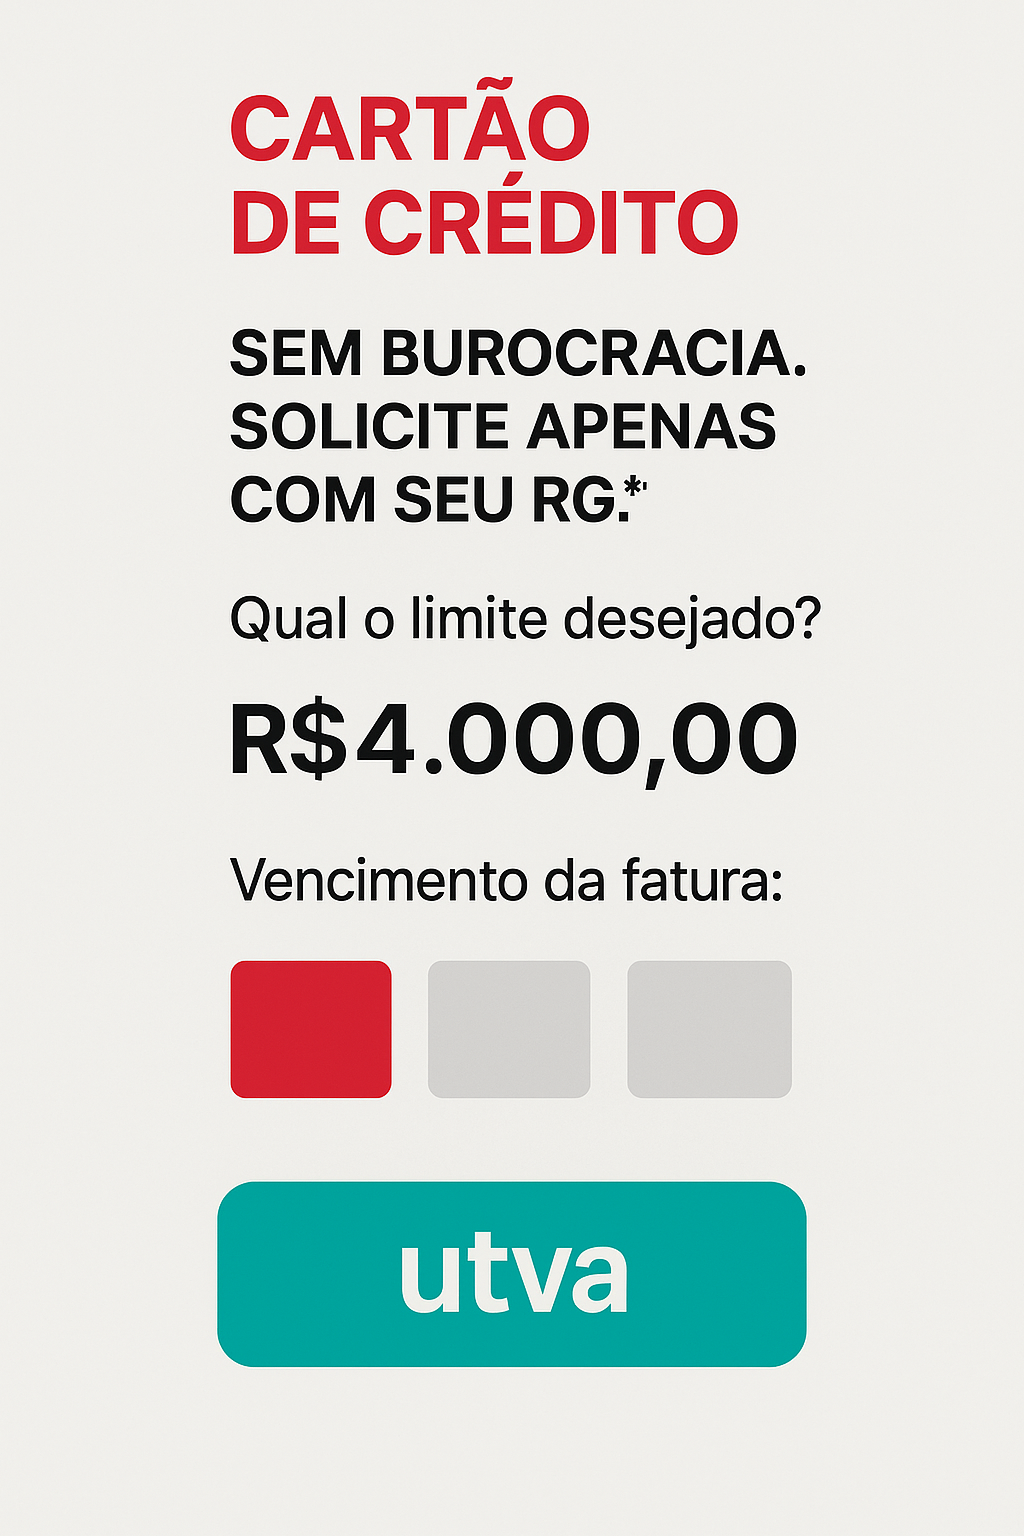 CARTÃO
DE CRÉDITO
SEM BUROCRACIA.
SOLICITE APENAS
COM SEU RG.*'
Qual o limite desejado?
R$4.000,00
Vencimento da fatura:
utva